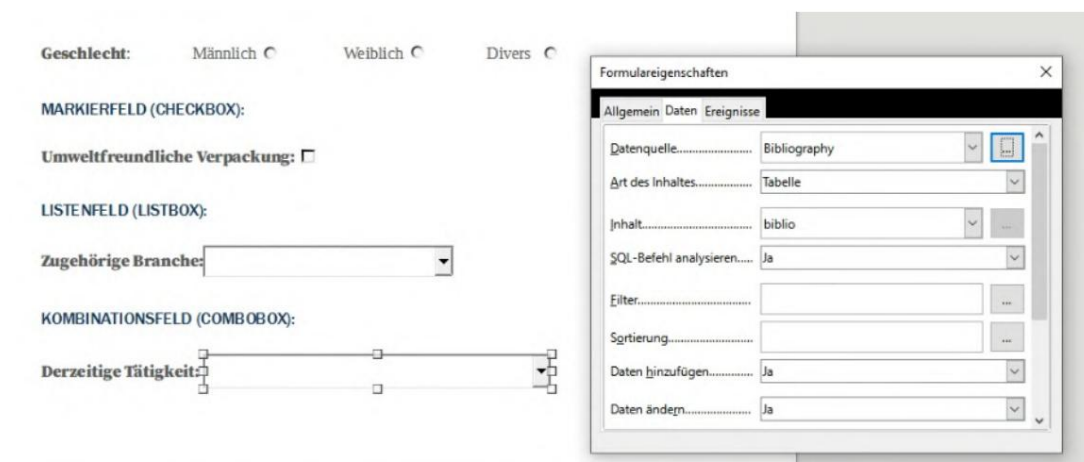 Geschlecht: Männlich Weiblich Divers
MARKIERFELD (CHECKBOX):
Umweltfreundliche Verpackung:
LISTENFELD (LISTBOX):
Zugehörige Branche:
KOMBINATIONSFELD (COMBOBOX):
Derzeitige Tätigkeit:
Formulareigenschaften
Allgemein Daten Ereignisse
Datenquelle........................ Bibliography ...
Art des Inhaltes................. Tabelle
Inhalt.................................. biblio ...
SQL-Befehl analysieren..... Ja
Filter................................... ...
Sortierung.......................... ...
Daten hinzufügen.............. Ja
Daten ändern..................... Ja